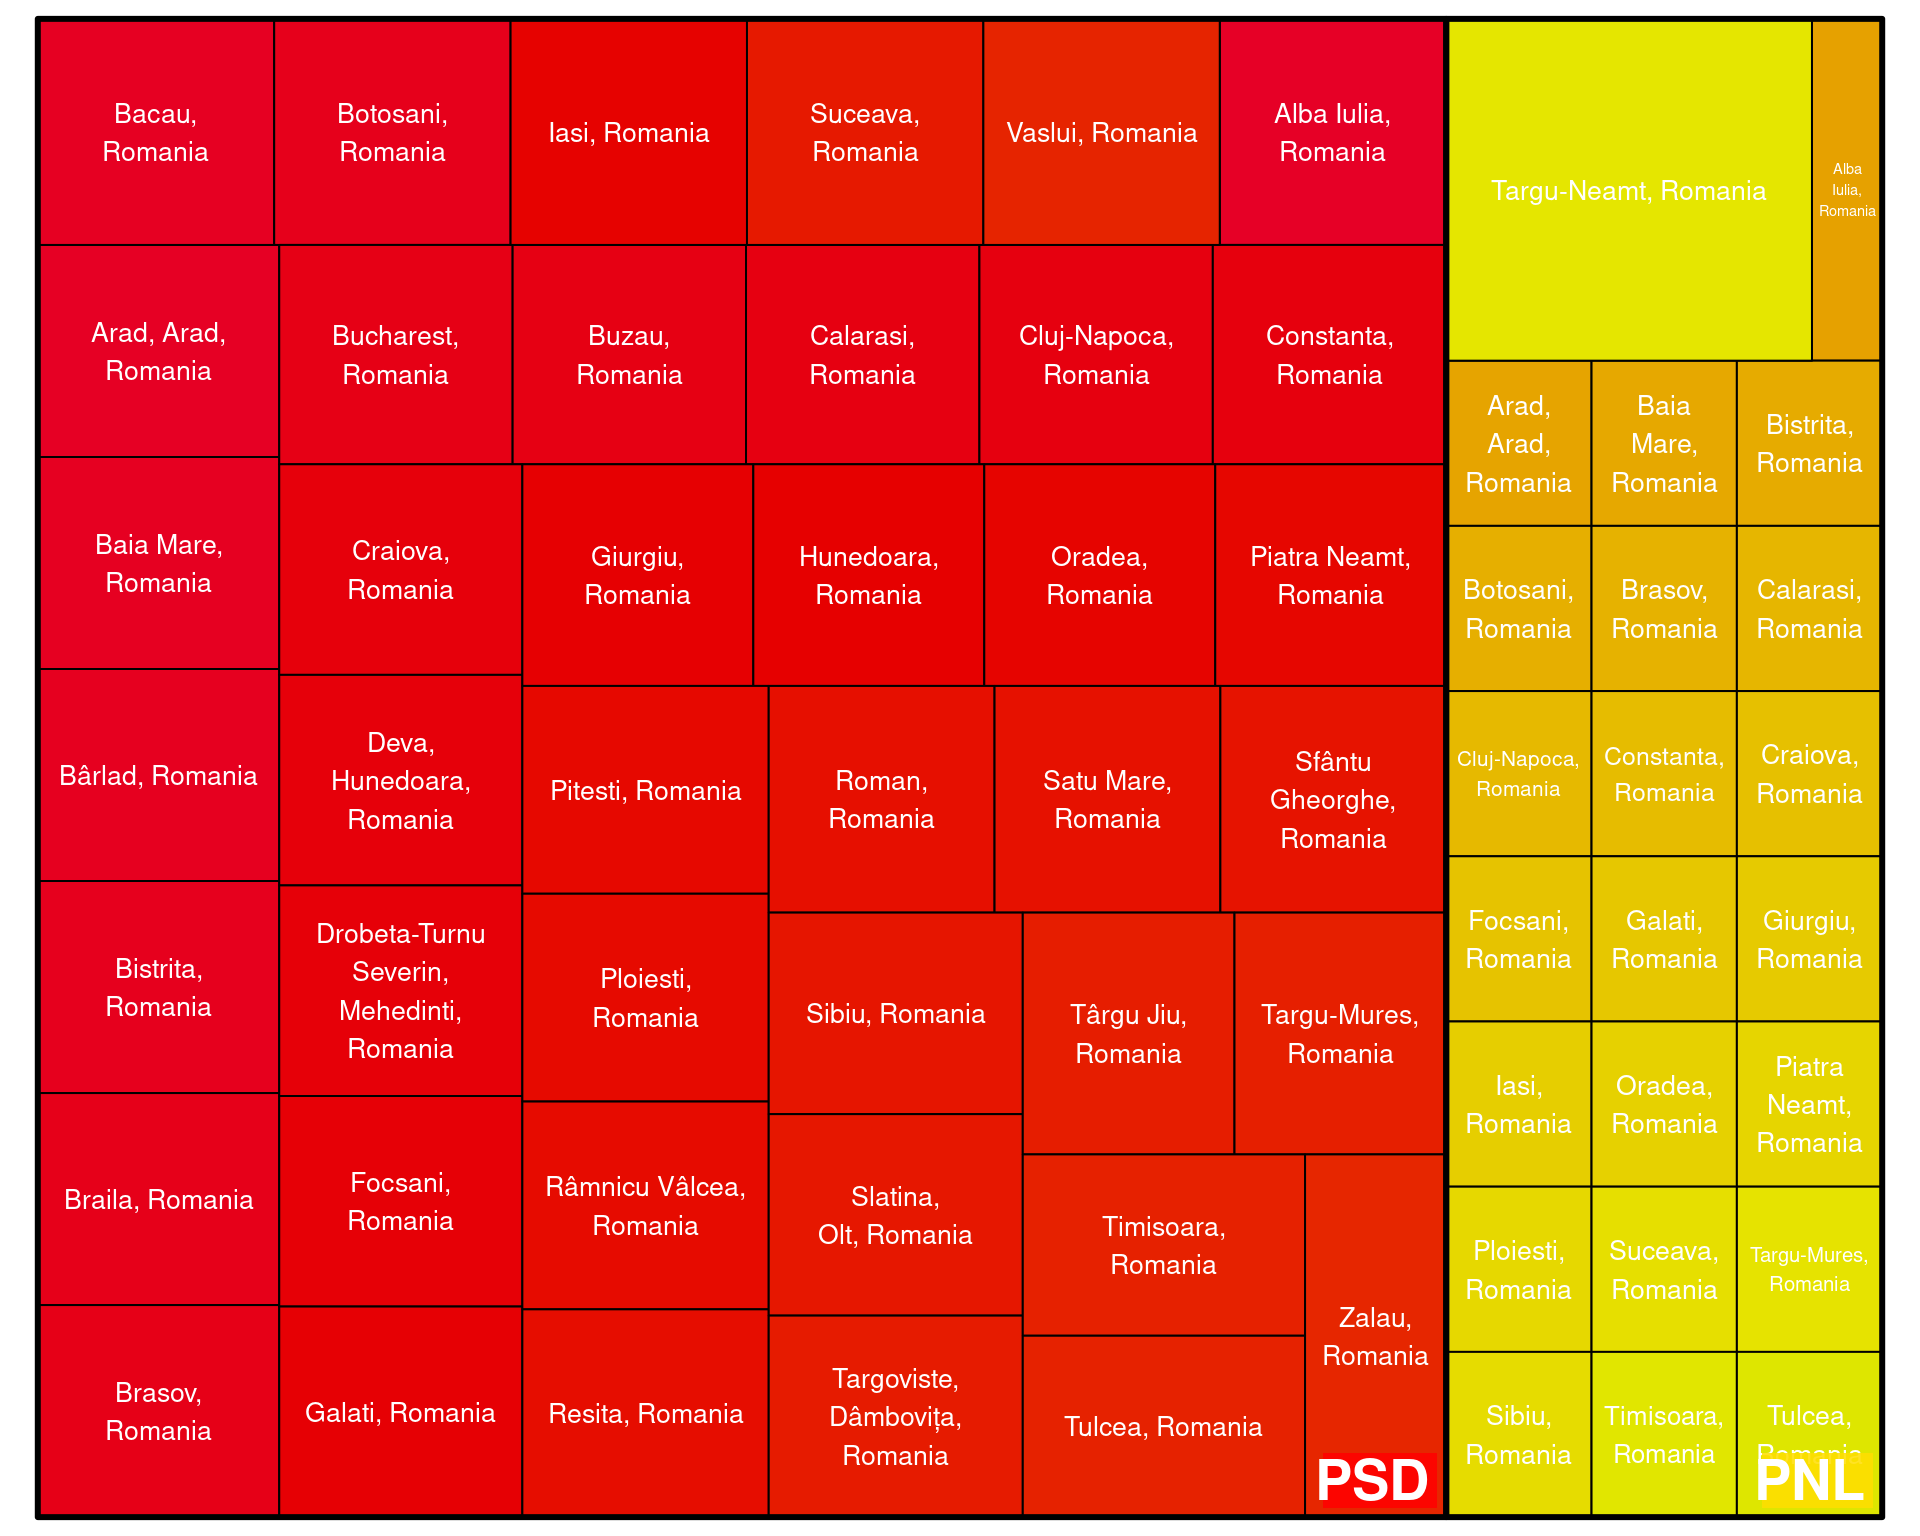 Bacau,
Romania
Botosani,
Romania
Iasi, Romania
Suceava,
Romania
Vaslui, Romania
Alba Iulia,
Romania
Arad, Arad,
Romania
Bucharest,
Romania
Buzau,
Romania
Calarasi,
Romania
Cluj-Napoca,
Romania
Constanta,
Romania
Baia Mare,
Romania
Craiova,
Romania
Giurgiu,
Romania
Hunedoara,
Romania
Oradea,
Romania
Piatra Neamt,
Romania
Bârlad, Romania
Deva,
Hunedoara,
Romania
Pitesti, Romania
Roman,
Romania
Satu Mare,
Romania
Sfântu
Gheorghe,
Romania
Bistrita,
Romania
Drobeta-Turnu
Severin,
Mehedinti,
Romania
Ploiesti,
Romania
Sibiu, Romania
Târgu Jiu,
Romania
Targu-Mures,
Romania
Braila, Romania
Focsani,
Romania
Râmnicu Vâlcea,
Romania
Slatina,
Olt, Romania
Timisoara,
Romania
Zalau,
Romania
Brasov,
Romania
Galati, Romania
Resita, Romania
Targoviste,
Dâmbovița,
Romania
Tulcea, Romania
PSD
Targu-Neamt, Romania
Alba
Iulia,
Romania
Arad,
Arad,
Romania
Baia
Mare,
Romania
Bistrita,
Romania
Botosani,
Romania
Brasov,
Romania
Calarasi,
Romania
Cluj-Napoca,
Romania
Constanta,
Romania
Craiova,
Romania
Focsani,
Romania
Galati,
Romania
Giurgiu,
Romania
Iasi,
Romania
Oradea,
Romania
Piatra
Neamt,
Romania
Ploiesti,
Romania
Suceava,
Romania
Targu-Mures,
Romania
Sibiu,
Romania
Timisoara,
Romania
Tulcea,
Romania
PNL